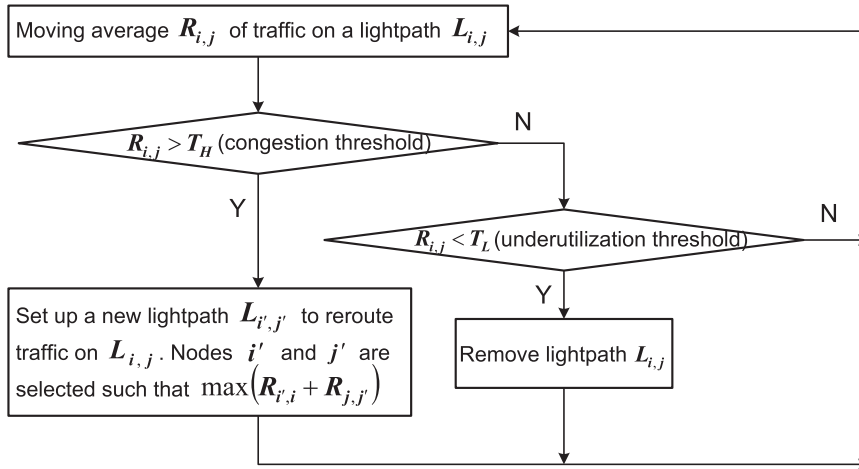 Moving average R_{i,j} of traffic on a lightpath L_{i,j}
R_{i,j} > T_H (congestion threshold)
N
Y
R_{i,j} < T_L (underutilization threshold)
N
Y
Set up a new lightpath L_{i',j'} to reroute
traffic on L_{i,j}. Nodes i' and j' are
selected such that max(R_{i',i} + R_{j,j'})
Remove lightpath L_{i,j}